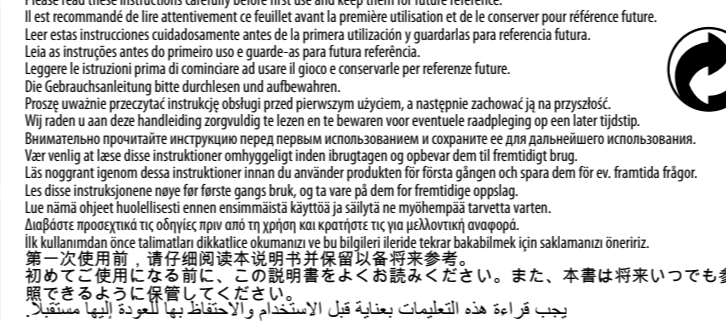 Please read these instructions carefully before first use and keep them for future reference.
Il est recommandé de lire attentivement ce feuillet avant la première utilisation et de le conserver pour référence future.
Leer estas instrucciones cuidadosamente antes de la primera utilización y guardarlas para referencia futura.
Leia as instruções antes do primeiro uso e guarde-as para futura referência.
Leggere le istruzioni prima di cominciare ad usare il gioco e conservarle per referenze future.
Die Gebrauchsanleitung bitte durchlesen und aufbewahren.
Proszę uważnie przeczytać instrukcję obsługi przed pierwszym użyciem, a następnie zachować ją na przyszłość.
Wij raden u aan deze handleiding zorgvuldig te lezen en te bewaren voor eventuele raadpleging op een later tijdstip.
Внимательно прочитайте инструкцию перед первым использованием и сохраните ее для дальнейшего использования.
Vær venlig at læse disse instruktioner omhyggeligt inden ibrugtagen og opbevar dem til fremtidigt brug.
Läs noggrant igenom dessa instruktioner innan du använder produkten för första gången och spara dem för ev. framtida frågor.
Les disse instruksjonene nøye før første gangs bruk, og ta vare på dem for fremtidige oppslag.
Lue nämä ohjeet huolellisesti ennen ensimmäistä käyttöä ja säilytä ne myöhempää tarvetta varten.
Διαβάστε προσεχτικά τις οδηγίες πριν από τη χρήση και κρατήστε τις για μελλοντική αναφορά.
İlk kullanımdan önce talimatları dikkatlice okumanızı ve bu bilgileri ileride tekrar bakabilmek için saklamanızı öneririz.
第一次使用前，请仔细阅读本说明书并保留以备将来参考。
初めてご使用になる前に、この説明書をよくお読みください。また、本書は将来いつでも参
照できるように保管してください。
يجب قراءة هذه التعليمات بعناية قبل الاستخدام والاحتفاظ بها للعودة إليها مستقبلاً.